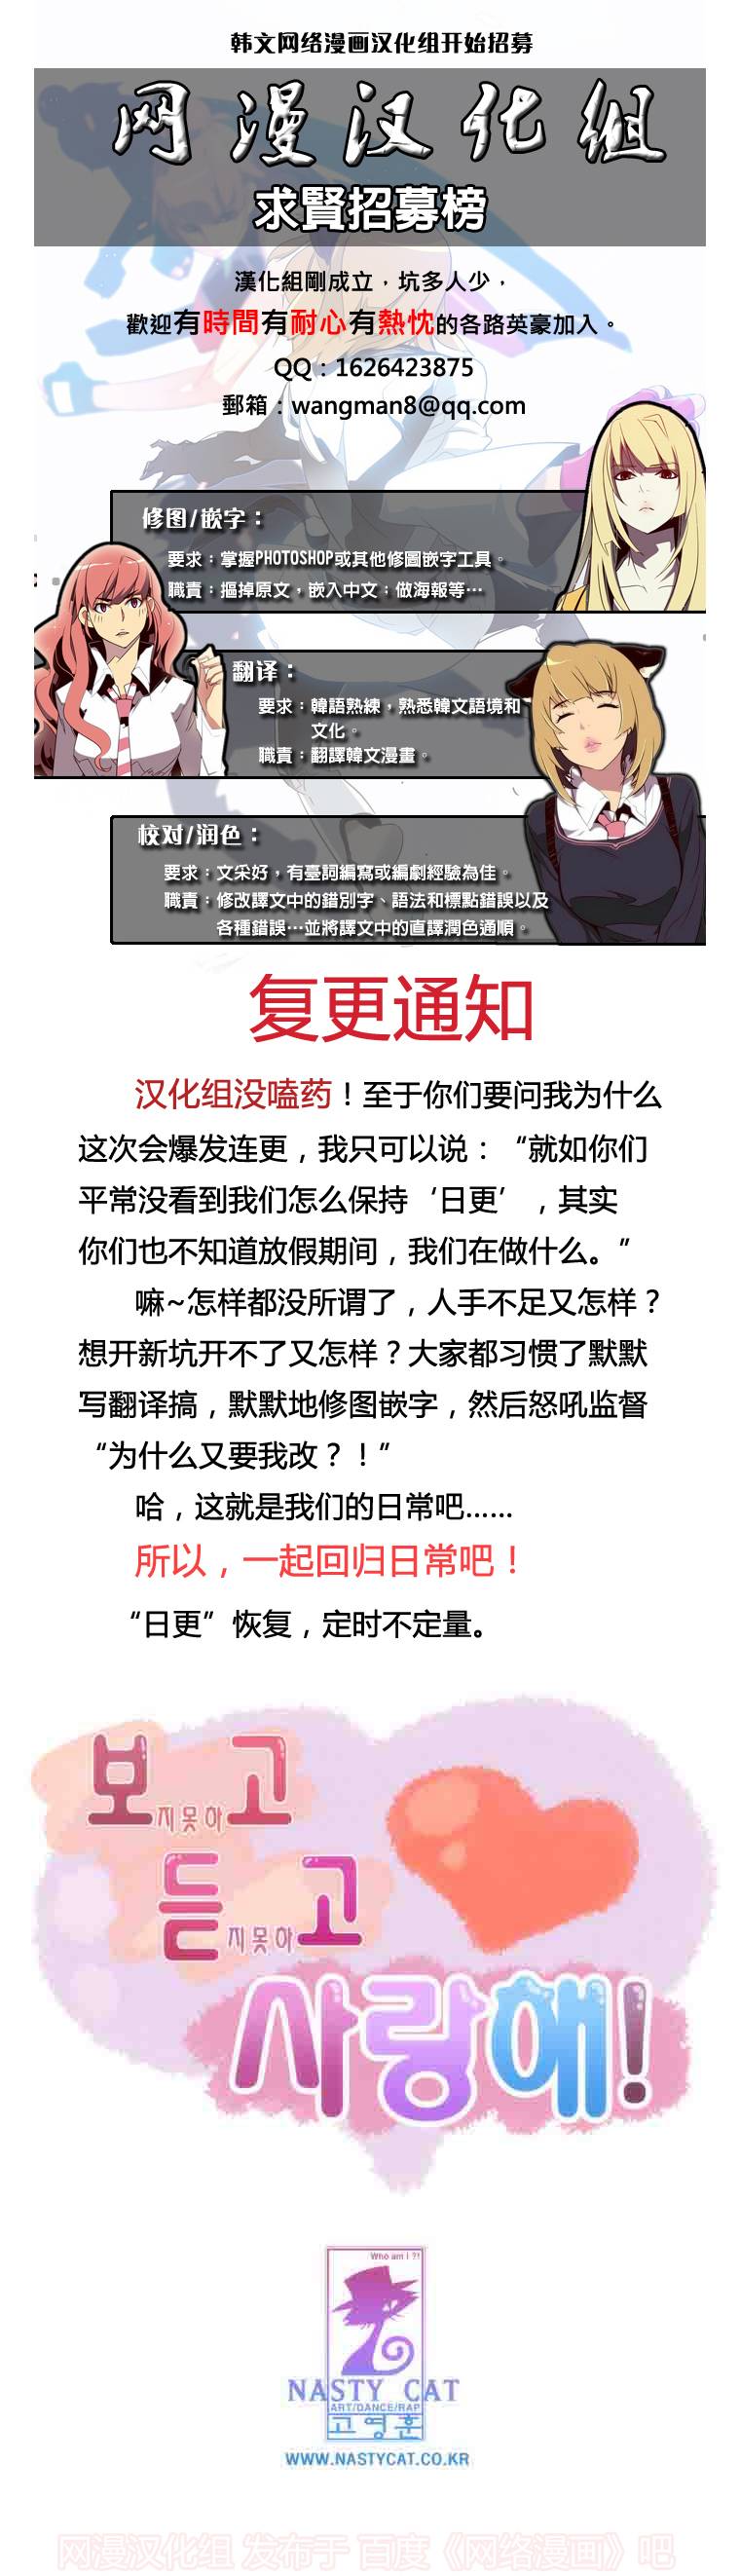 韩文网络漫画汉化组开始招募
网漫汉化组
求賢招募榜
漢化組剛成立，坑多人少，
歡迎有時間有耐心有熱忱的各路英豪加入。
QQ：1626423875
郵箱：wangman8@qq.com
修图/嵌字：
要求：掌握PHOTOSHOP或其他修圖嵌字工具。
職責：摳掉原文，嵌入中文；做海報等…
翻译：
要求：韓語熟練，熟悉韓文語境和
文化。
職責：翻譯韓文漫畫。
校对/润色：
要求：文采好，有臺詞編寫或編劇經驗為佳。
職責：修改譯文中的錯別字、語法和標點錯誤以及
各種錯誤…並將譯文中的直譯潤色通順。
复更通知
汉化组没嗑药！至于你们要问我为什么
这次会爆发连更，我只可以说：“就如你们
平常没看到我们怎么保持‘日更’，其实
你们也不知道放假期间，我们在做什么。”
嘛~怎样都没所谓了，人手不足又怎样？
想开新坑开不了又怎样？大家都习惯了默默
写翻译搞，默默地修图嵌字，然后怒吼监督
“为什么又要我改？！”
哈，这就是我们的日常吧……
所以，一起回归日常吧！
“日更”恢复，定时不定量。
보지못하고
듣지못하고
사랑해!
Who am I ?!
NASTY CAT
ART/DANCE/RAP
고영훈
WWW.NASTYCAT.CO.KR
网漫汉化组 发布于 百度《网络漫画》吧